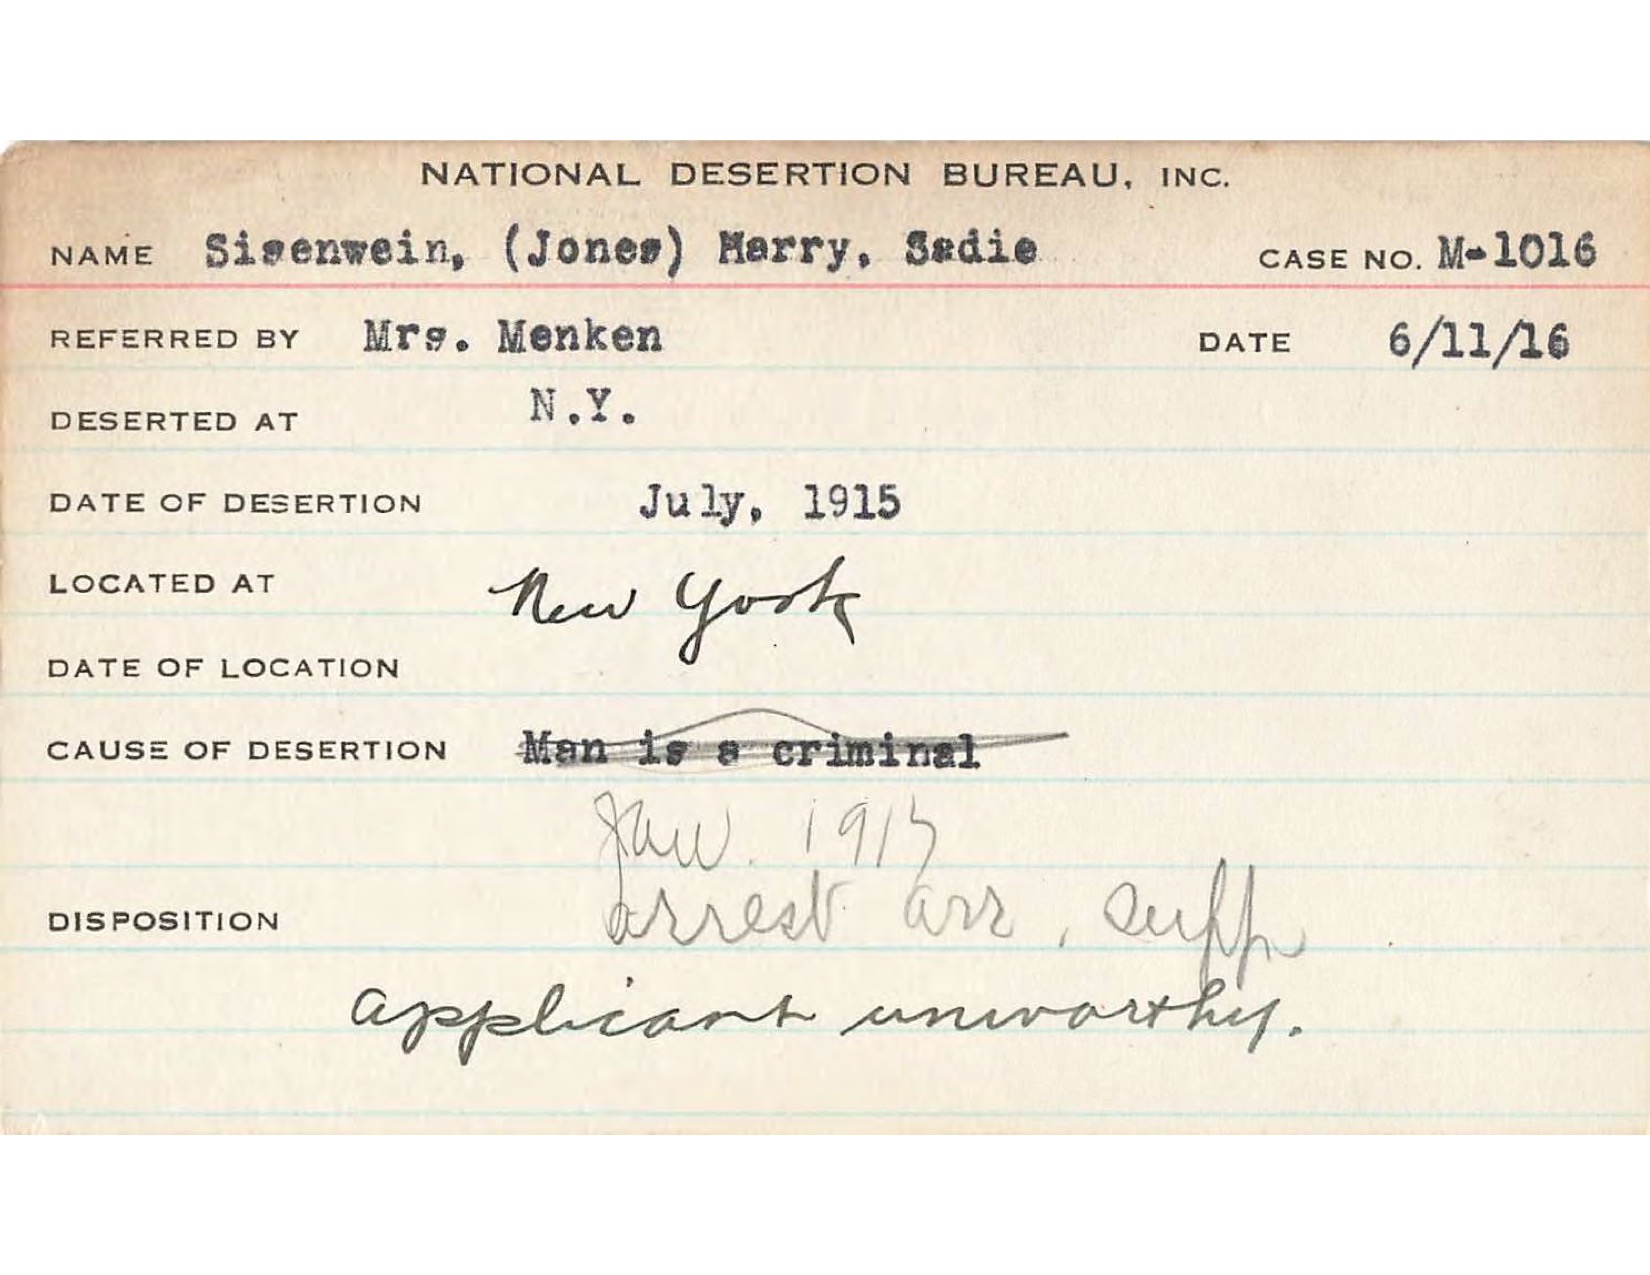 NATIONAL DESERTION BUREAU, INC.
NAME Sisenwein, (Jones) Harry, Sadie CASE NO. M-1016
REFERRED BY Mrs. Menken DATE 6/11/16
DESERTED AT N.Y.
DATE OF DESERTION July, 1915
LOCATED AT New York
DATE OF LOCATION
CAUSE OF DESERTION Man is a criminal
Jan. 1917
DISPOSITION arrest arr, supp
applicant unworthy.